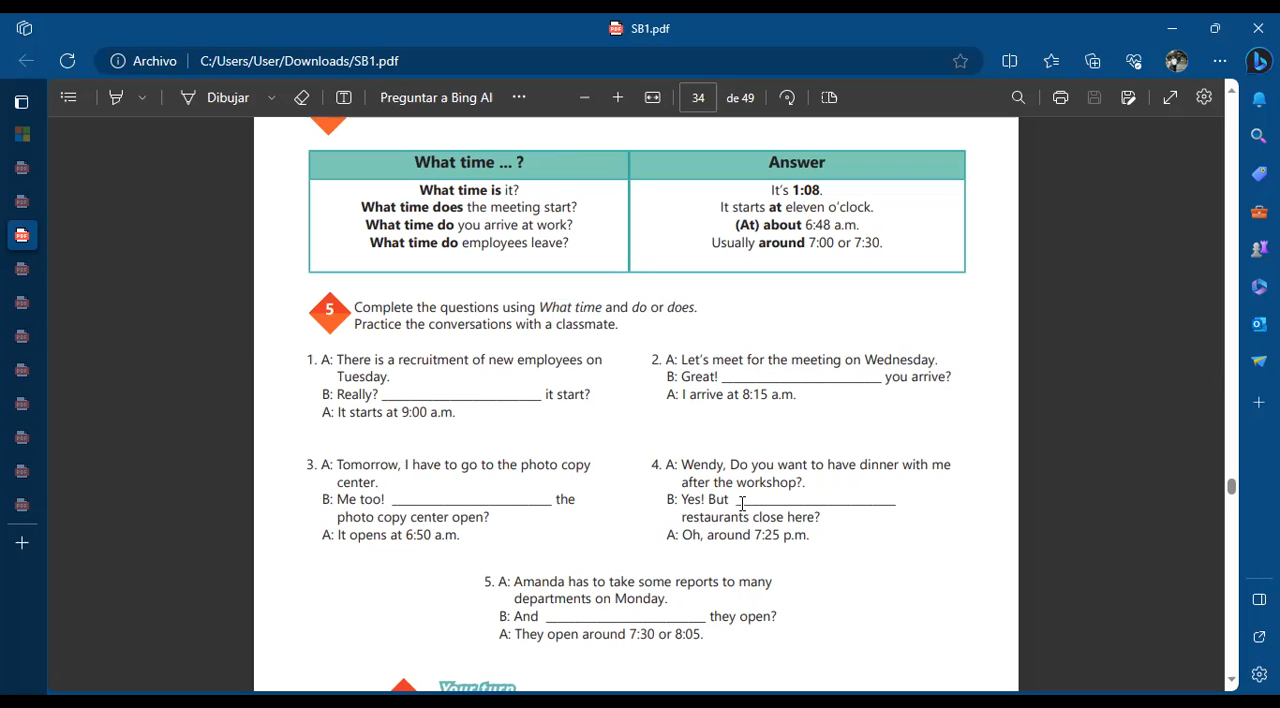 SB1.pdf
Archivo C:/Users/User/Downloads/SB1.pdf
Dibujar Preguntar a Bing AI 34 de 49
What time ... ? Answer
What time is it? It's 1:08.
What time does the meeting start? It starts at eleven o'clock.
What time do you arrive at work? (At) about 6:48 a.m.
What time do employees leave? Usually around 7:00 or 7:30.
5 Complete the questions using What time and do or does.
Practice the conversations with a classmate.
1. A: There is a recruitment of new employees on
Tuesday.
B: Really? ______________________ it start?
A: It starts at 9:00 a.m.
2. A: Let's meet for the meeting on Wednesday.
B: Great! ______________________ you arrive?
A: I arrive at 8:15 a.m.
3. A: Tomorrow, I have to go to the photo copy
center.
B: Me too! ______________________ the
photo copy center open?
A: It opens at 6:50 a.m.
4. A: Wendy, Do you want to have dinner with me
after the workshop?.
B: Yes! But ______________________
restaurants close here?
A: Oh, around 7:25 p.m.
5. A: Amanda has to take some reports to many
departments on Monday.
B: And ______________________ they open?
A: They open around 7:30 or 8:05.
Your turn